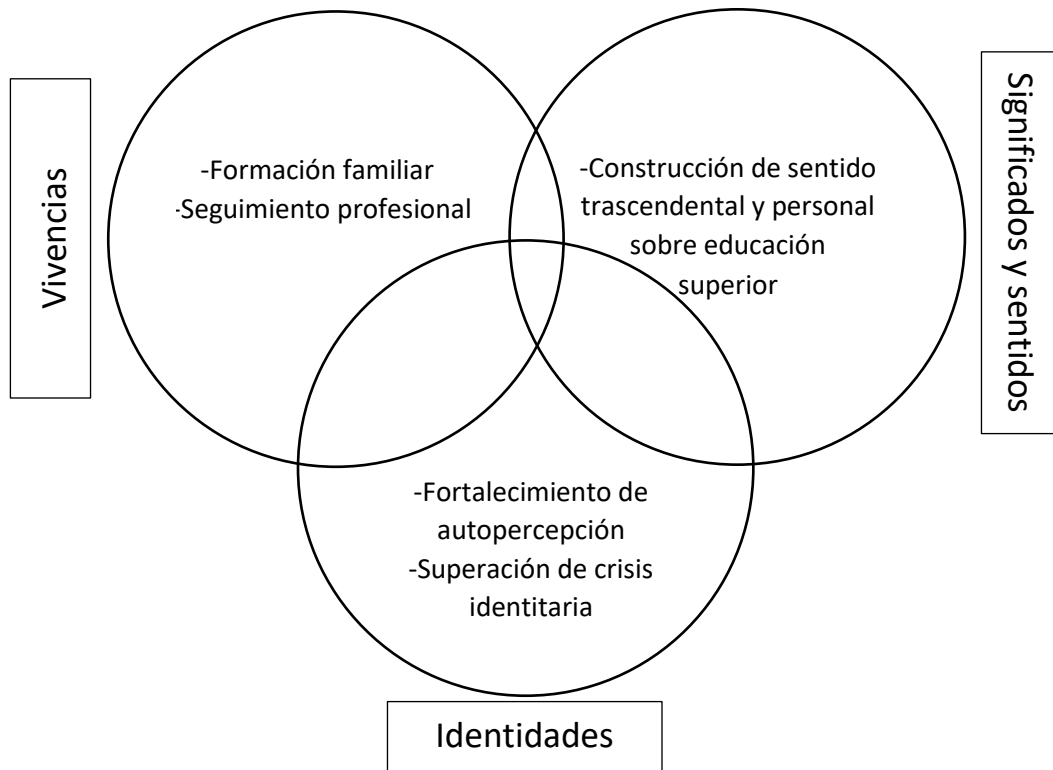 Vivencias
-Formación familiar
-Seguimiento profesional
-Construcción de sentido
trascendental y personal
sobre educación
superior
Significados y sentidos
-Fortalecimiento de
autopercepción
-Superación de crisis
identitaria
Identidades